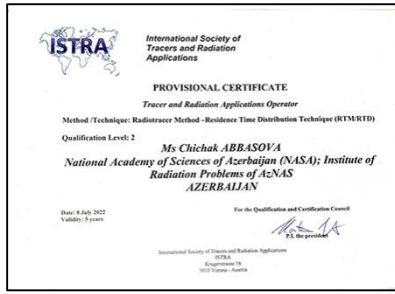 ISTRA
International Society of
Tracers and Radiation
Applications
PROVISIONAL CERTIFICATE
Tracer and Radiation Applications Operator
Method /Technique: Radiotracer Method –Residence Time Distribution Technique (RTM/RTD)
Qualification Level: 2
Ms Chichak ABBASOVA
National Academy of Sciences of Azerbaijan (NASA); Institute of
Radiation Problems of AzNAS
AZERBAIJAN
Date: 8 July 2022
Validity: 5 years
For the Qualification and Certification Council
P.I. the president
International Society of Tracers and Radiation Applications
ISTRA
Krugerstrasse
1010 Vienna - Austria